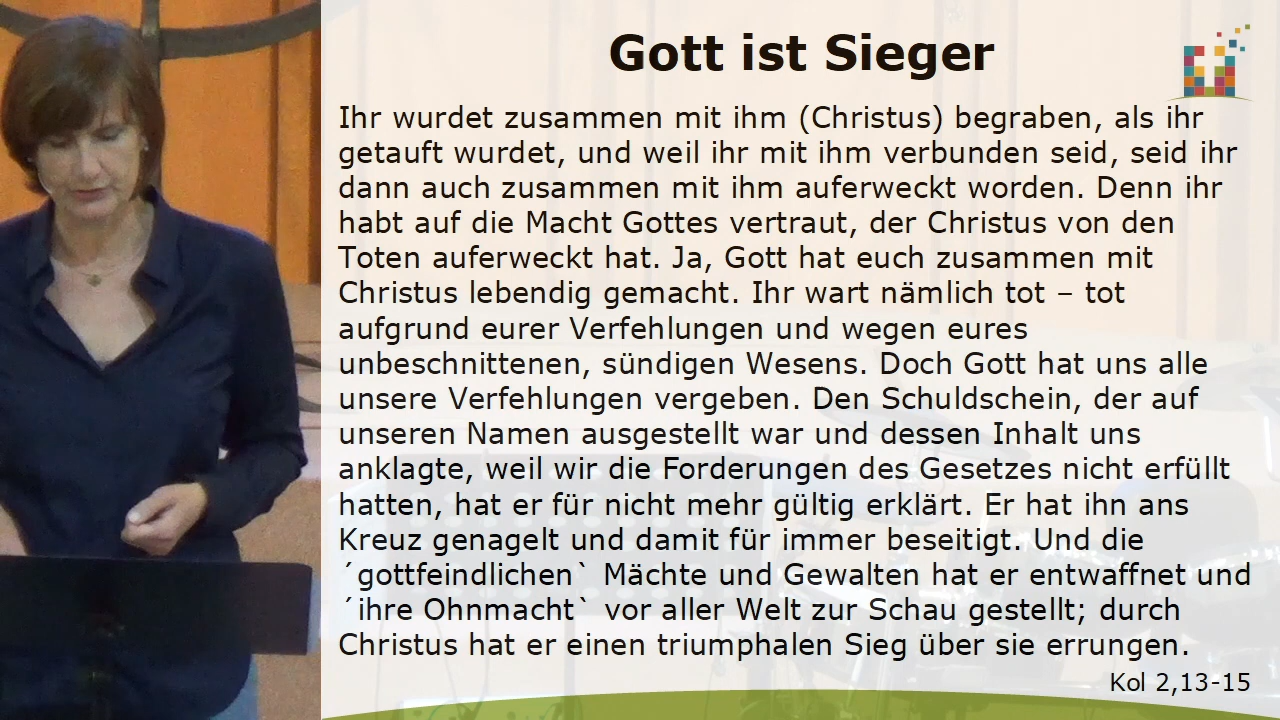 Gott ist Sieger
Ihr wurdet zusammen mit ihm (Christus) begraben, als ihr
getauft wurdet, und weil ihr mit ihm verbunden seid, seid ihr
dann auch zusammen mit ihm auferweckt worden. Denn ihr
habt auf die Macht Gottes vertraut, der Christus von den
Toten auferweckt hat. Ja, Gott hat euch zusammen mit
Christus lebendig gemacht. Ihr wart nämlich tot – tot
aufgrund eurer Verfehlungen und wegen eures
unbeschnittenen, sündigen Wesens. Doch Gott hat uns alle
unsere Verfehlungen vergeben. Den Schuldschein, der auf
unseren Namen ausgestellt war und dessen Inhalt uns
anklagte, weil wir die Forderungen des Gesetzes nicht erfüllt
hatten, hat er für nicht mehr gültig erklärt. Er hat ihn ans
Kreuz genagelt und damit für immer beseitigt. Und die
´gottfeindlichen` Mächte und Gewalten hat er entwaffnet und
´ihre Ohnmacht` vor aller Welt zur Schau gestellt; durch
Christus hat er einen triumphalen Sieg über sie errungen.
Kol 2,13-15